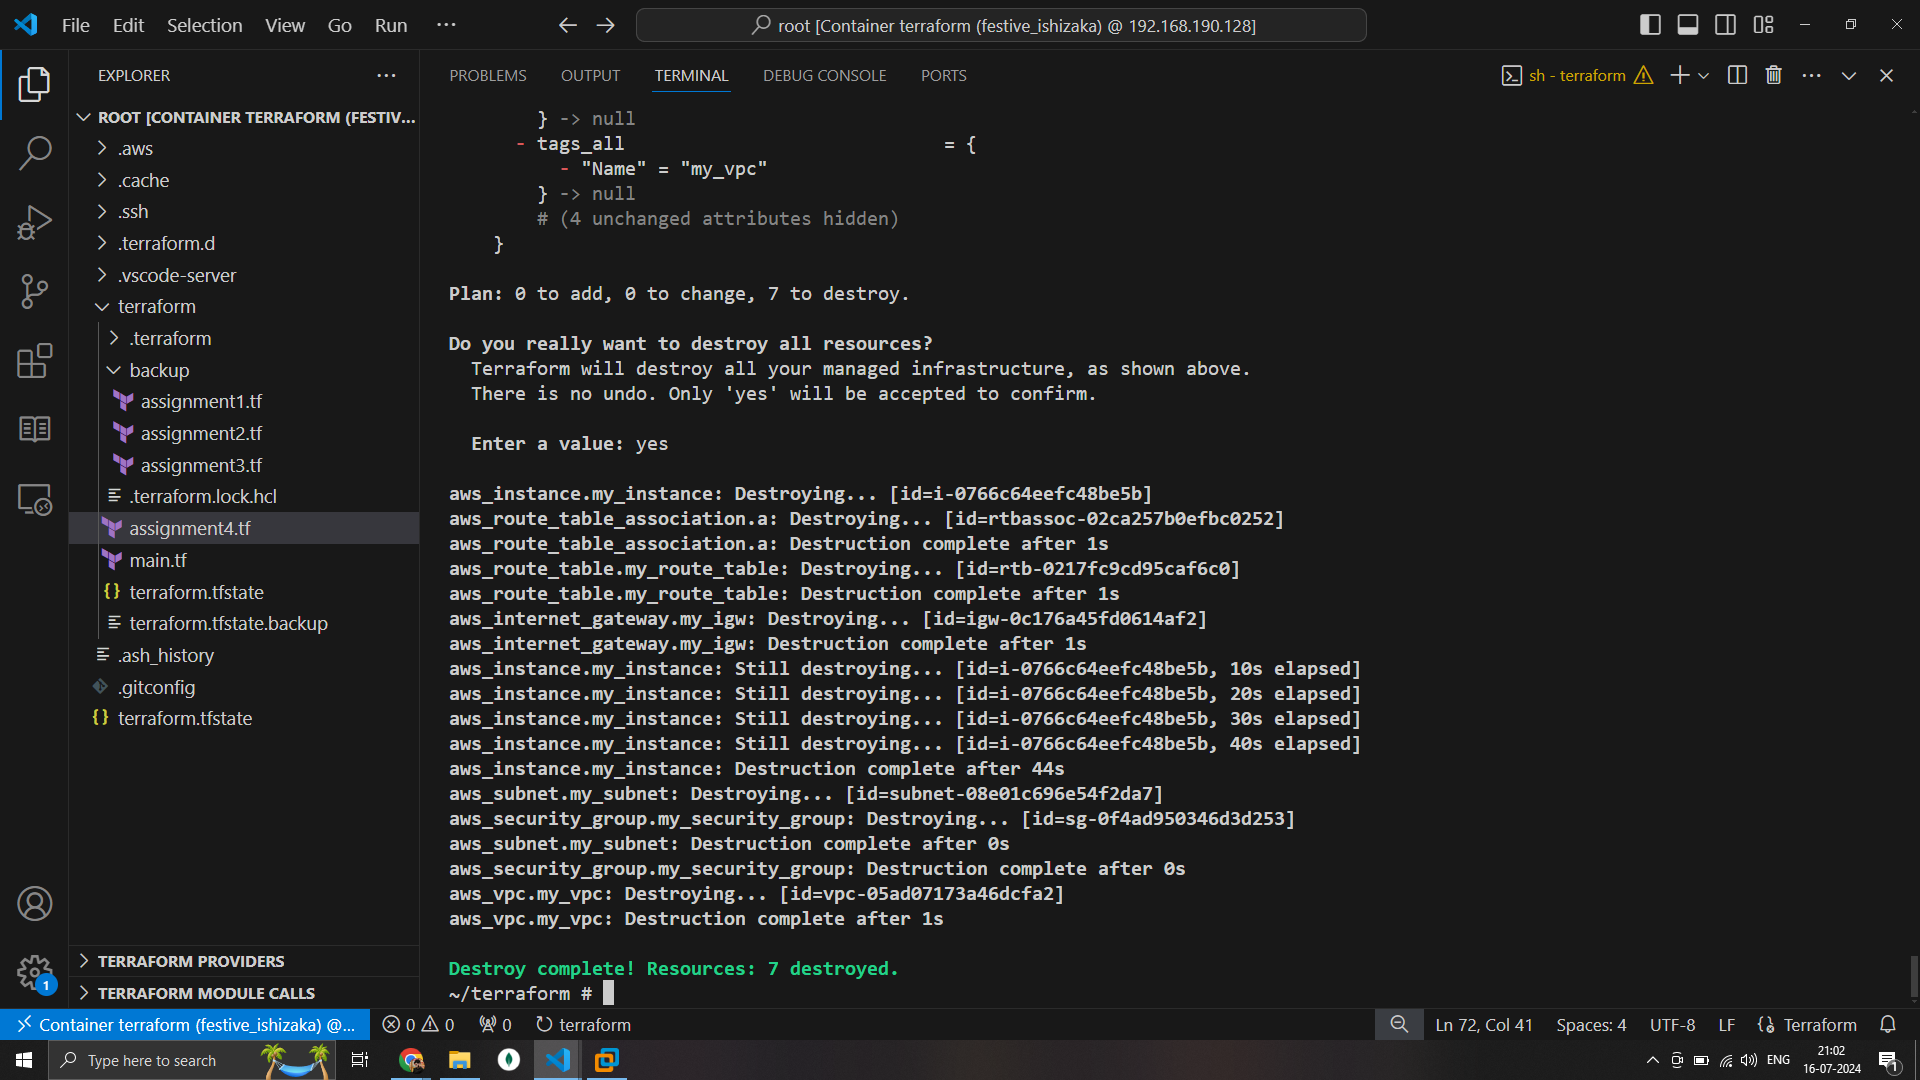 File Edit Selection View Go Run ···
root [Container terraform (festive_ishizaka) @ 192.168.190.128]
EXPLORER
ROOT [CONTAINER TERRAFORM (FESTIV...
.aws
.cache
.ssh
.terraform.d
.vscode-server
terraform
.terraform
backup
assignment1.tf
assignment2.tf
assignment3.tf
.terraform.lock.hcl
assignment4.tf
main.tf
terraform.tfstate
terraform.tfstate.backup
.ash_history
.gitconfig
terraform.tfstate
TERRAFORM PROVIDERS
TERRAFORM MODULE CALLS
PROBLEMS OUTPUT TERMINAL DEBUG CONSOLE PORTS
sh - terraform
} -> null
- tags_all = {
- "Name" = "my_vpc"
} -> null
# (4 unchanged attributes hidden)
}
Plan: 0 to add, 0 to change, 7 to destroy.
Do you really want to destroy all resources?
Terraform will destroy all your managed infrastructure, as shown above.
There is no undo. Only 'yes' will be accepted to confirm.
Enter a value: yes
aws_instance.my_instance: Destroying... [id=i-0766c64eefc48be5b]
aws_route_table_association.a: Destroying... [id=rtbassoc-02ca257b0efbc0252]
aws_route_table_association.a: Destruction complete after 1s
aws_route_table.my_route_table: Destroying... [id=rtb-0217fc9cd95caf6c0]
aws_route_table.my_route_table: Destruction complete after 1s
aws_internet_gateway.my_igw: Destroying... [id=igw-0c176a45fd0614af2]
aws_internet_gateway.my_igw: Destruction complete after 1s
aws_instance.my_instance: Still destroying... [id=i-0766c64eefc48be5b, 10s elapsed]
aws_instance.my_instance: Still destroying... [id=i-0766c64eefc48be5b, 20s elapsed]
aws_instance.my_instance: Still destroying... [id=i-0766c64eefc48be5b, 30s elapsed]
aws_instance.my_instance: Still destroying... [id=i-0766c64eefc48be5b, 40s elapsed]
aws_instance.my_instance: Destruction complete after 44s
aws_subnet.my_subnet: Destroying... [id=subnet-08e01c696e54f2da7]
aws_security_group.my_security_group: Destroying... [id=sg-0f4ad950346d3d253]
aws_subnet.my_subnet: Destruction complete after 0s
aws_security_group.my_security_group: Destruction complete after 0s
aws_vpc.my_vpc: Destroying... [id=vpc-05ad07173a46dcfa2]
aws_vpc.my_vpc: Destruction complete after 1s
Destroy complete! Resources: 7 destroyed.
~/terraform #
1
Container terraform (festive_ishizaka) @... 0 0 0 terraform
Ln 72, Col 41 Spaces: 4 UTF-8 LF Terraform
Type here to search
ENG
21:02
16-07-2024
1